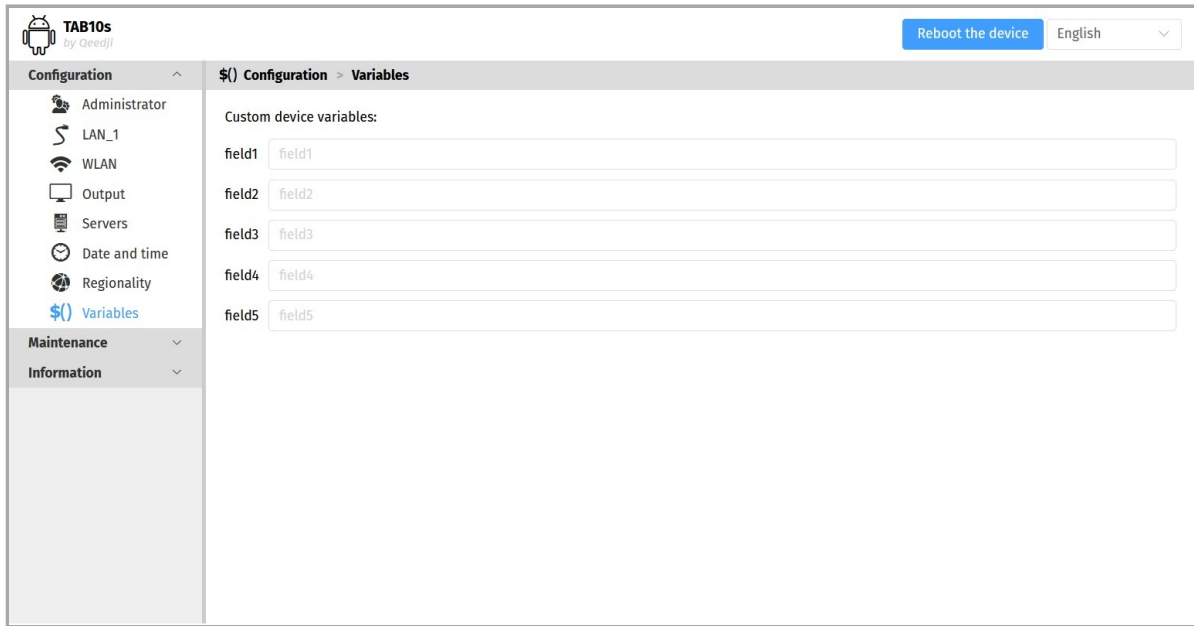 TAB10s
by Qeedji
Reboot the device
English
Configuration
Administrator
LAN_1
WLAN
Output
Servers
Date and time
Regionality
$() Variables
Maintenance
Information
$() Configuration > Variables
Custom device variables:
field1 field1
field2 field2
field3 field3
field4 field4
field5 field5